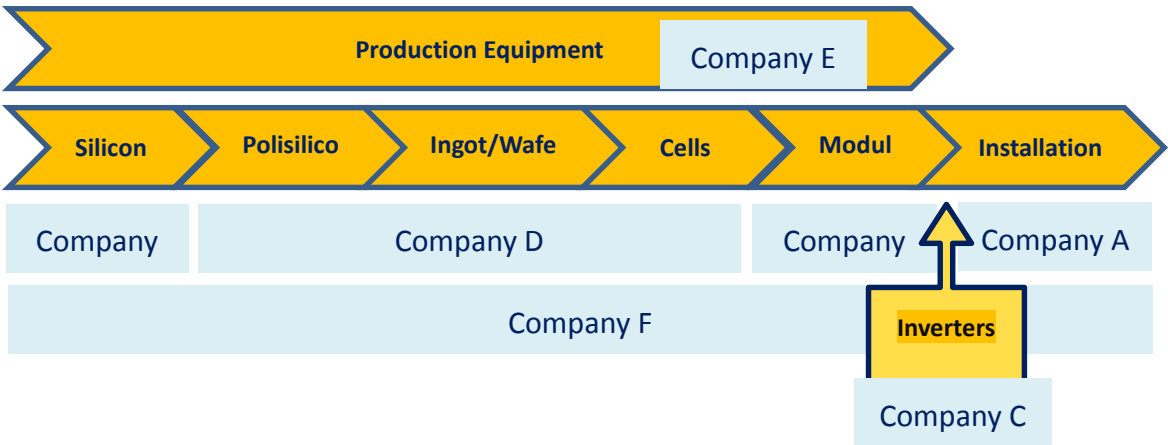 Production Equipment
Company E
Silicon
Polisilico
Ingot/Wafe
Cells
Modul
Installation
Company
Company D
Company
Company A
Company F
Inverters
Company C